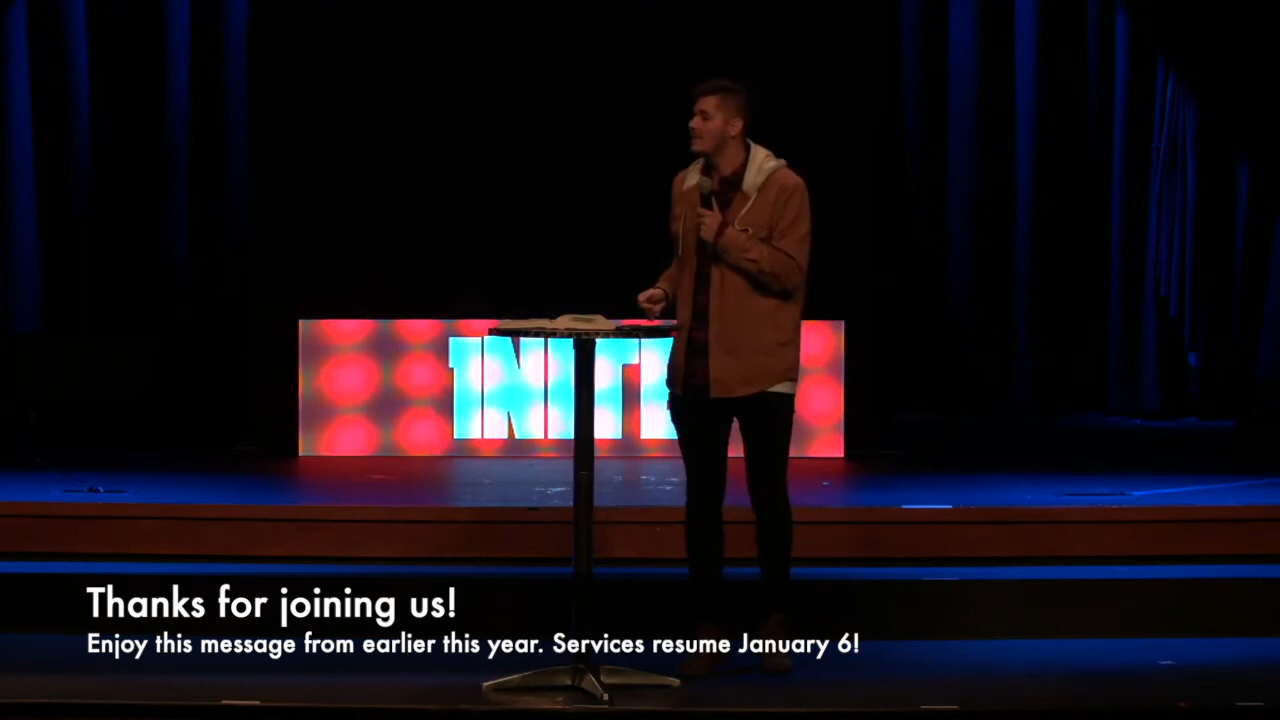 Thanks for joining us!
Enjoy this message from earlier this year. Services resume January 6!